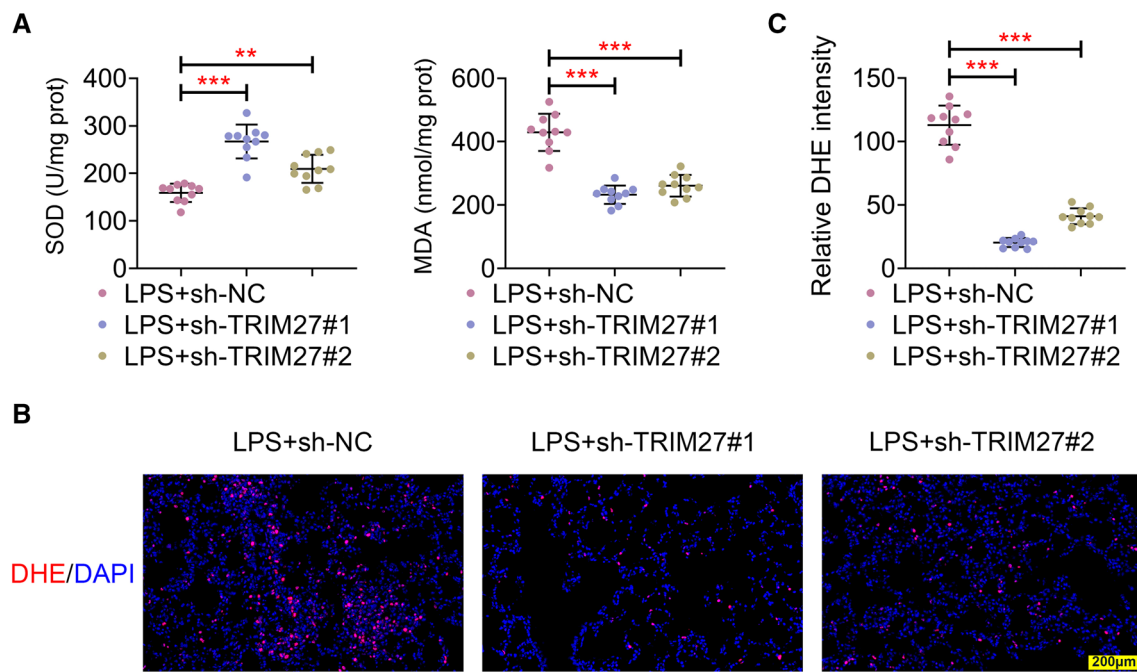 A
C
** 
***
SOD (U/mg prot)
400
300
200
100
0
LPS+sh-NC
LPS+sh-TRIM27#1
LPS+sh-TRIM27#2
***
***
MDA (nmol/mg prot)
600
400
200
0
LPS+sh-NC
LPS+sh-TRIM27#1
LPS+sh-TRIM27#2
***
***
Relative DHE intensity
150
100
50
0
LPS+sh-NC
LPS+sh-TRIM27#1
LPS+sh-TRIM27#2
B
LPS+sh-NC
LPS+sh-TRIM27#1
LPS+sh-TRIM27#2
DHE/DAPI
200μm